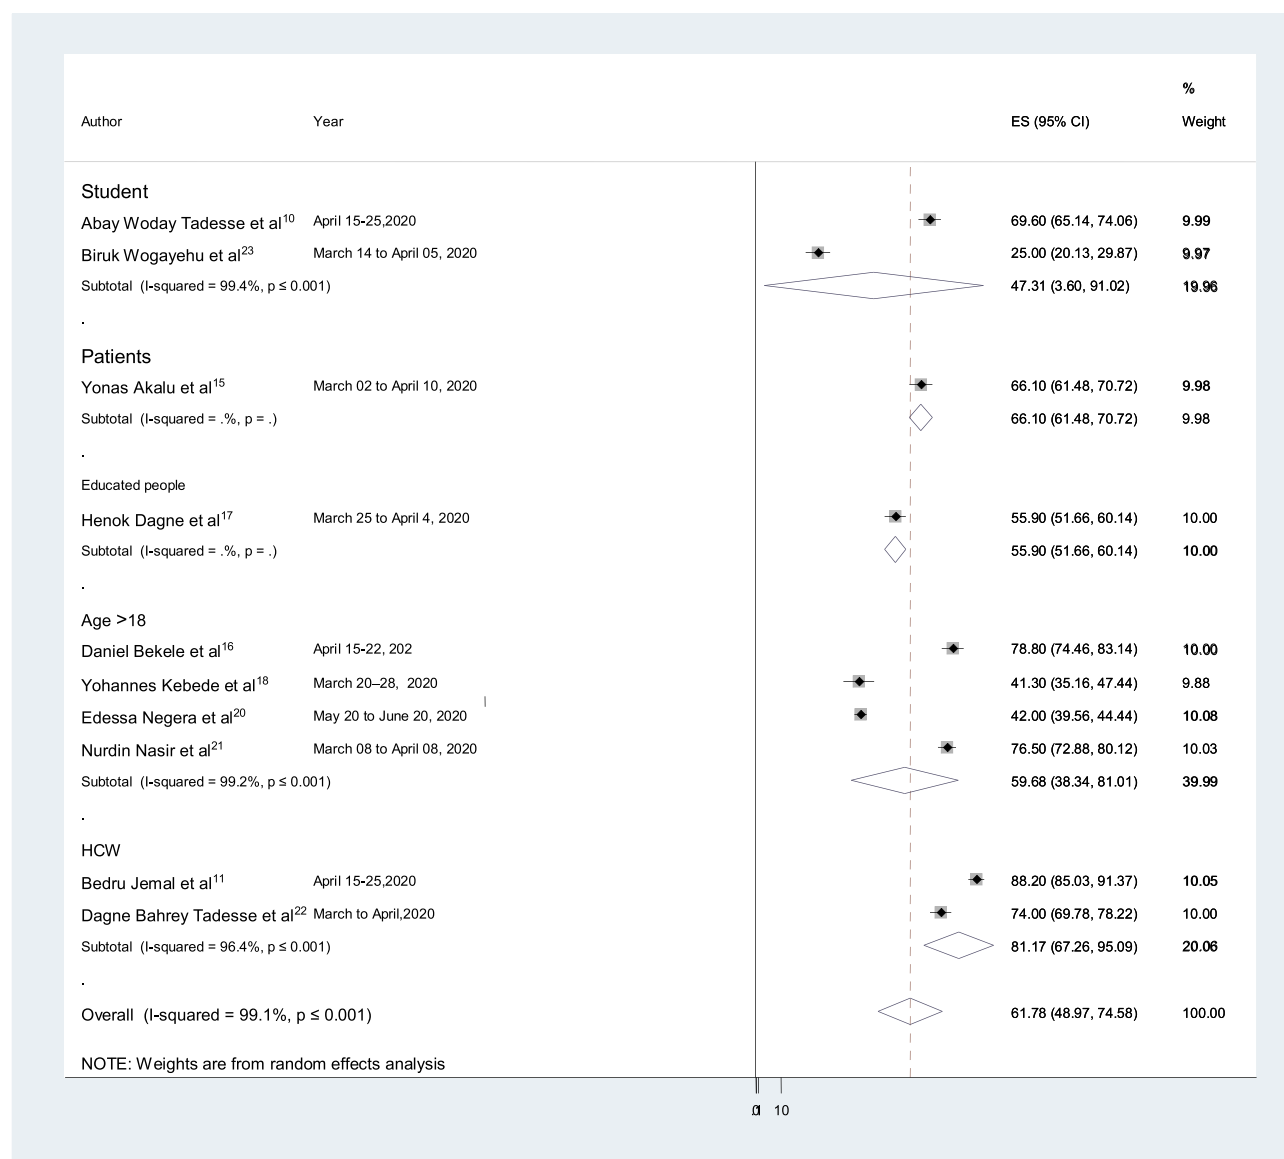 %
Author Year ES (95% CI) Weight
Student
Abay Woday Tadesse et al10 April 15-25,2020 69.60 (65.14, 74.06) 9.99
Biruk Wogayehu et al23 March 14 to April 05, 2020 25.00 (20.13, 29.87) 9.97
Subtotal (I-squared = 99.4%, p ≤ 0.001) 47.31 (3.60, 91.02) 19.96
.
Patients
Yonas Akalu et al15 March 02 to April 10, 2020 66.10 (61.48, 70.72) 9.98
Subtotal (I-squared = .%, p = .) 66.10 (61.48, 70.72) 9.98
.
Educated people
Henok Dagne et al17 March 25 to April 4, 2020 55.90 (51.66, 60.14) 10.00
Subtotal (I-squared = .%, p = .) 55.90 (51.66, 60.14) 10.00
.
Age >18
Daniel Bekele et al16 April 15-22, 202 78.80 (74.46, 83.14) 10.00
Yohannes Kebede et al18 March 20–28, 2020 41.30 (35.16, 47.44) 9.88
Edessa Negera et al20 May 20 to June 20, 2020 42.00 (39.56, 44.44) 10.08
Nurdin Nasir et al21 March 08 to April 08, 2020 76.50 (72.88, 80.12) 10.03
Subtotal (I-squared = 99.2%, p ≤ 0.001) 59.68 (38.34, 81.01) 39.99
.
HCW
Bedru Jemal et al11 April 15-25,2020 88.20 (85.03, 91.37) 10.05
Dagne Bahrey Tadesse et al22 March to April,2020 74.00 (69.78, 78.22) 10.00
Subtotal (I-squared = 96.4%, p ≤ 0.001) 81.17 (67.26, 95.09) 20.06
.
Overall (I-squared = 99.1%, p ≤ 0.001) 61.78 (48.97, 74.58) 100.00
NOTE: Weights are from random effects analysis
10